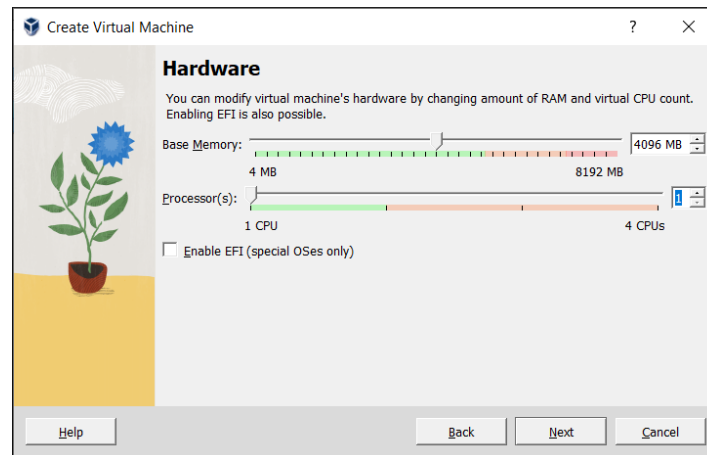 Create Virtual Machine
Hardware
You can modify virtual machine's hardware by changing amount of RAM and virtual CPU count.
Enabling EFI is also possible.
Base Memory: 4096 MB
4 MB 8192 MB
Processor(s): 1
1 CPU 4 CPUs
Enable EFI (special OSes only)
Help Back Next Cancel